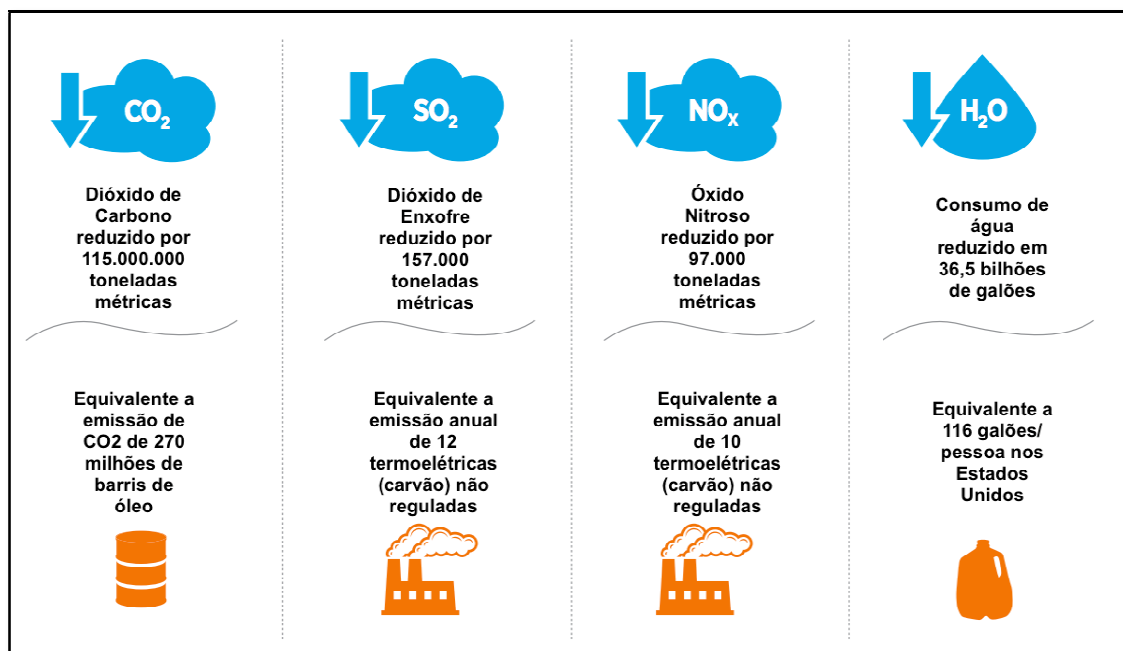 CO₂
Dióxido de
Carbono
reduzido por
115.000.000
toneladas
métricas
Equivalente a
emissão de
CO2 de 270
milhões de
barris de
óleo
SO₂
Dióxido de
Enxofre
reduzido por
157.000
toneladas
métricas
Equivalente a
emissão anual
de 12
termoelétricas
(carvão) não
reguladas
NOₓ
Óxido
Nitroso
reduzido por
97.000
toneladas
métricas
Equivalente a
emissão anual
de 10
termoelétricas
(carvão) não
reguladas
H₂O
Consumo de
água
reduzido em
36,5 bilhões
de galões
Equivalente a
116 galões/
pessoa nos
Estados
Unidos